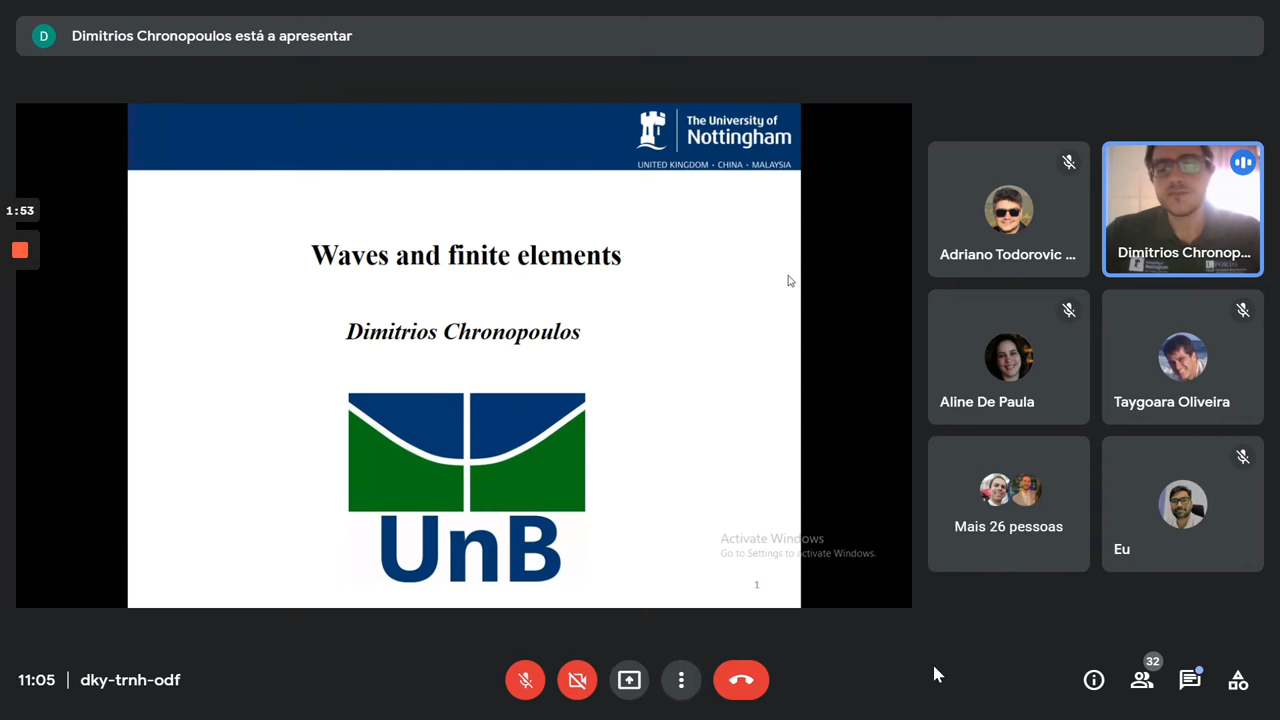 D Dimitrios Chronopoulos está a apresentar
The University of
Nottingham
UNITED KINGDOM · CHINA · MALAYSIA
1:53
Waves and finite elements
Dimitrios Chronopoulos
UnB
Activate Windows
Go to Settings to activate Windows.
1
Adriano Todorovic ...
Dimitrios Chronop...
Aline De Paula
Taygoara Oliveira
Mais 26 pessoas
Eu
11:05 | dky-trnh-odf
32